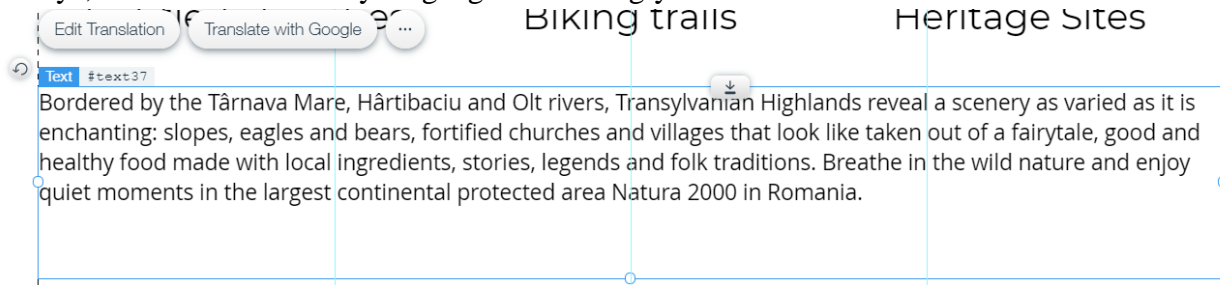 Biking trails
Heritage Sites
Edit Translation
Translate with Google
...
Text #text37
Bordered by the Târnava Mare, Hârtibaciu and Olt rivers, Transylvanian Highlands reveal a scenery as varied as it is
enchanting: slopes, eagles and bears, fortified churches and villages that look like taken out of a fairytale, good and
healthy food made with local ingredients, stories, legends and folk traditions. Breathe in the wild nature and enjoy
quiet moments in the largest continental protected area Natura 2000 in Romania.